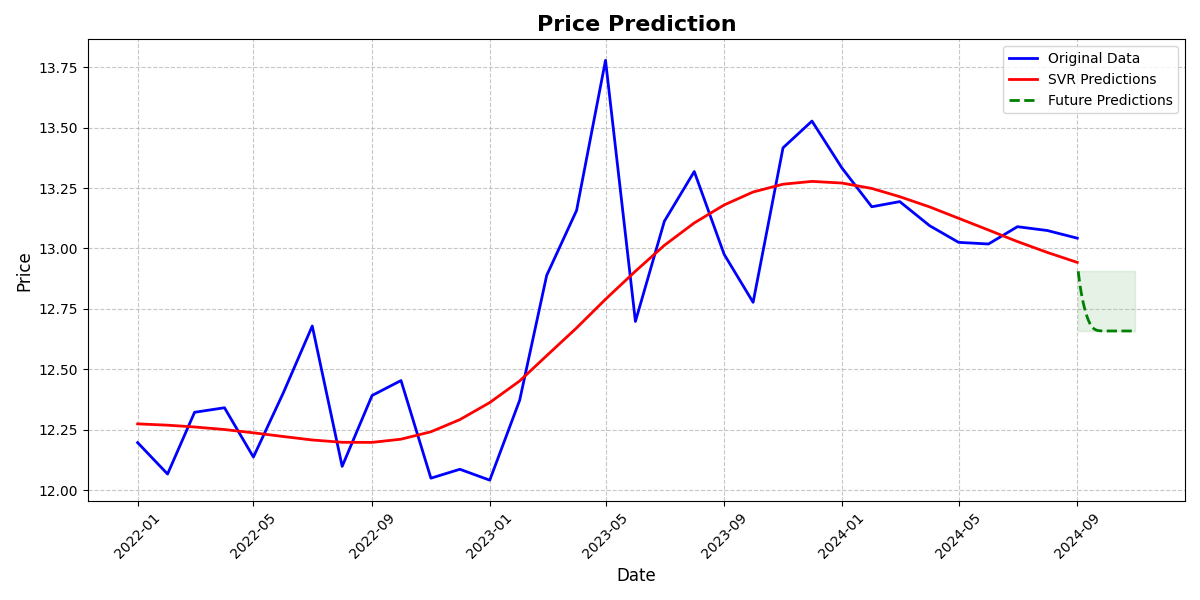 Price Prediction
Original Data
SVR Predictions
Future Predictions
Price
13.75
13.50
13.25
13.00
12.75
12.50
12.25
12.00
2022-01
2022-05
2022-09
2023-01
2023-05
2023-09
2024-01
2024-05
2024-09
Date